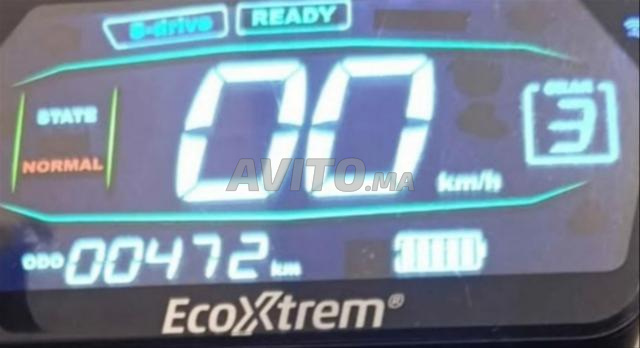 S-drive READY
GEAR
STATE 00 3
NORMAL km/h
AVITO.MA
ODO 00472 km
EcoXtrem®